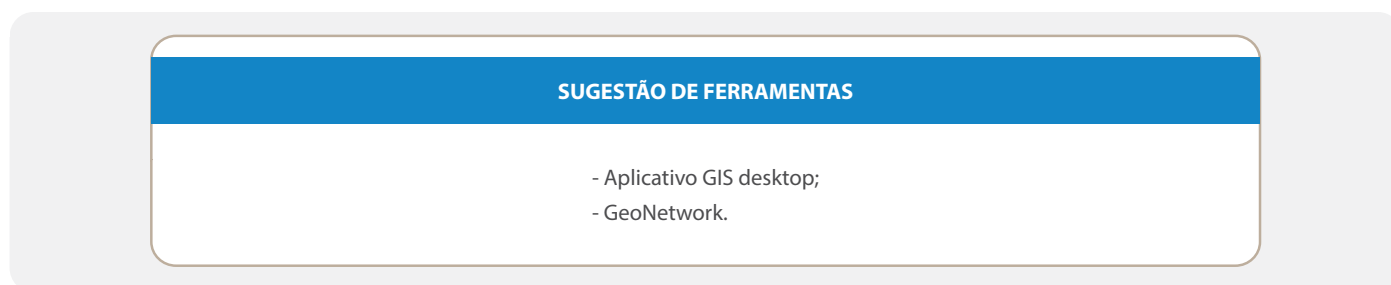 SUGESTÃO DE FERRAMENTAS
- Aplicativo GIS desktop;
- GeoNetwork.